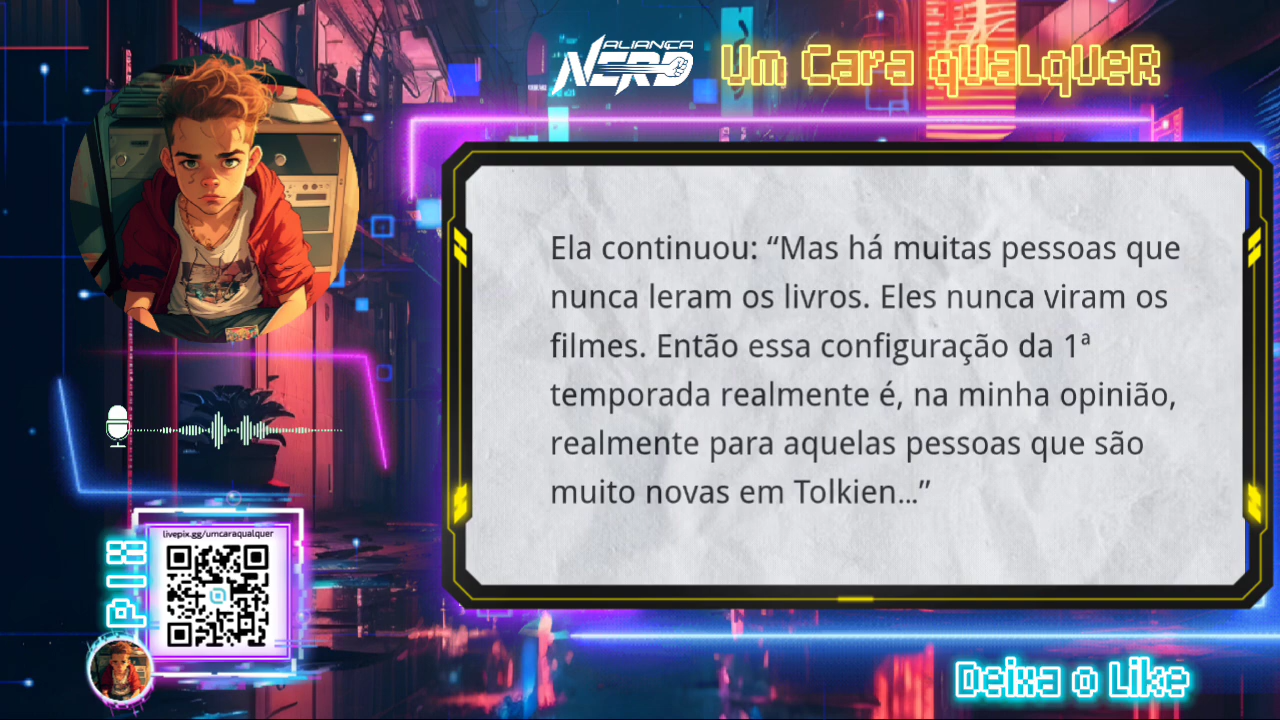 ALIANÇA
NERD
Um Cara qUaLqUeR
Ela continuou: “Mas há muitas pessoas que
nunca leram os livros. Eles nunca viram os
filmes. Então essa configuração da 1ª
temporada realmente é, na minha opinião,
realmente para aquelas pessoas que são
muito novas em Tolkien…”
livepix.gg/umcaraqualquer
PIX
Deixa o Like